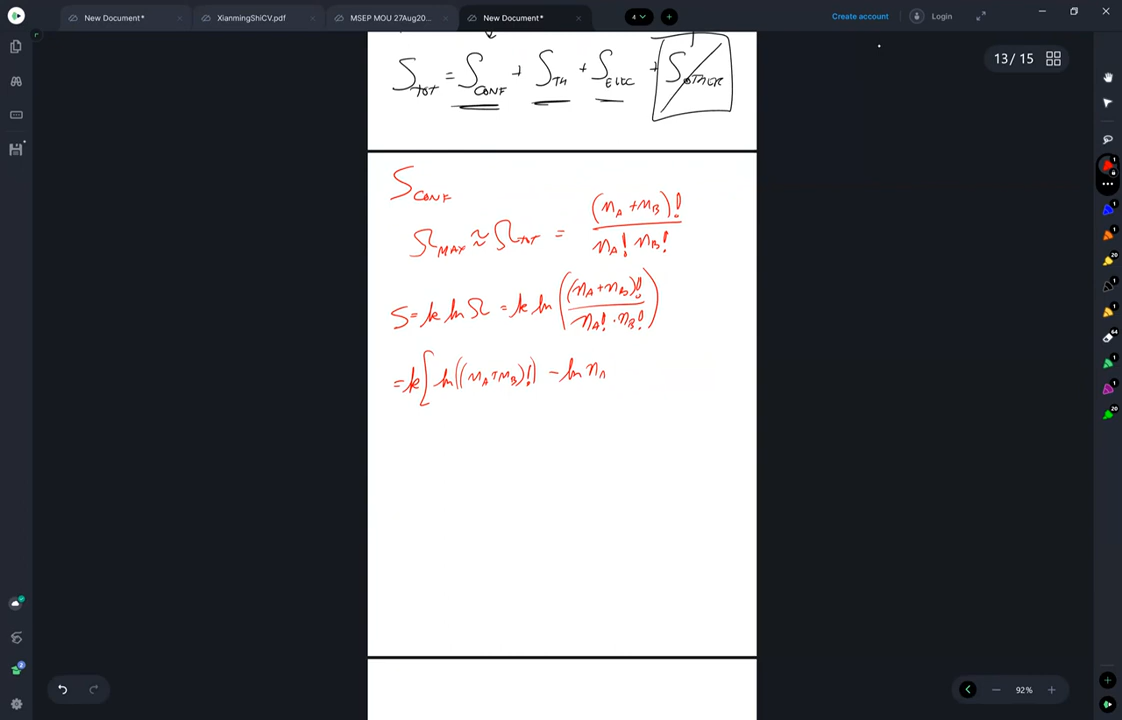 New Document*
XianmingShiCV.pdf
MSEP MOU 27Aug20...
New Document*
4
Create account
Login
13/ 15
S_TOT = S_CONF + S_TH + S_ELEC + S_OTHER
S_CONF
Ω_MAX ≈ Ω_TOT = (n_A + n_B)! / n_A! n_B!
S = k ln Ω = k ln ((n_A + n_B)! / n_A! · n_B!)
= k [ ln((n_A + n_B)!) - ln n_A
92%